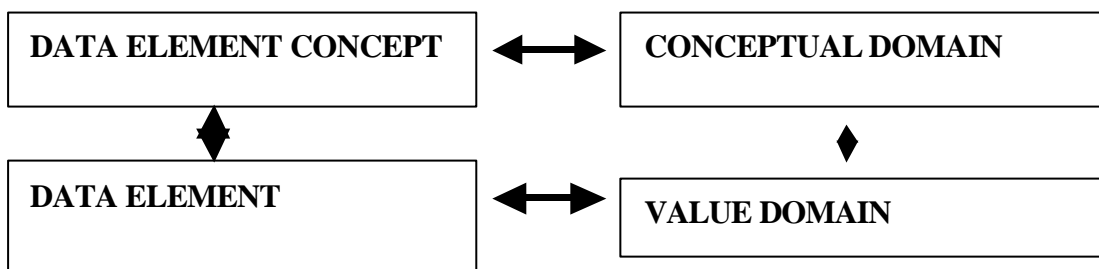 DATA ELEMENT CONCEPT
CONCEPTUAL DOMAIN
DATA ELEMENT
VALUE DOMAIN